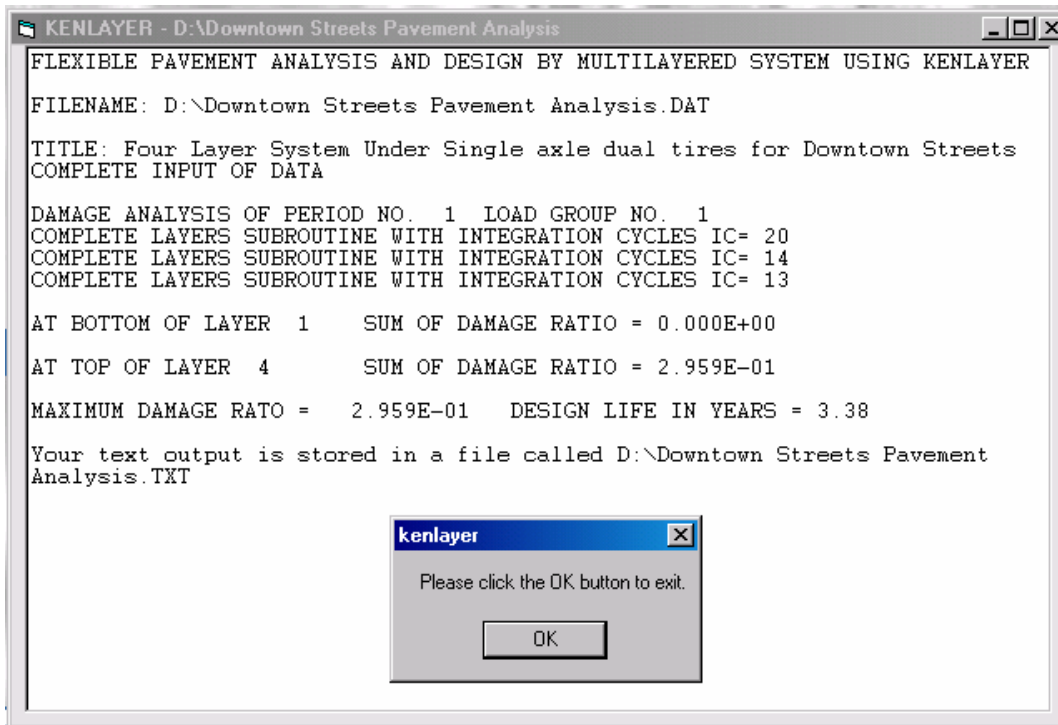 KENLAYER - D:\Downtown Streets Pavement Analysis
FLEXIBLE PAVEMENT ANALYSIS AND DESIGN BY MULTILAYERED SYSTEM USING KENLAYER
FILENAME: D:\Downtown Streets Pavement Analysis.DAT
TITLE: Four Layer System Under Single axle dual tires for Downtown Streets
COMPLETE INPUT OF DATA
DAMAGE ANALYSIS OF PERIOD NO. 1 LOAD GROUP NO. 1
COMPLETE LAYERS SUBROUTINE WITH INTEGRATION CYCLES IC= 20
COMPLETE LAYERS SUBROUTINE WITH INTEGRATION CYCLES IC= 14
COMPLETE LAYERS SUBROUTINE WITH INTEGRATION CYCLES IC= 13
AT BOTTOM OF LAYER 1 SUM OF DAMAGE RATIO = 0.000E+00
AT TOP OF LAYER 4 SUM OF DAMAGE RATIO = 2.959E-01
MAXIMUM DAMAGE RATO = 2.959E-01 DESIGN LIFE IN YEARS = 3.38
Your text output is stored in a file called D:\Downtown Streets Pavement
Analysis.TXT
kenlayer
Please click the OK button to exit.
OK